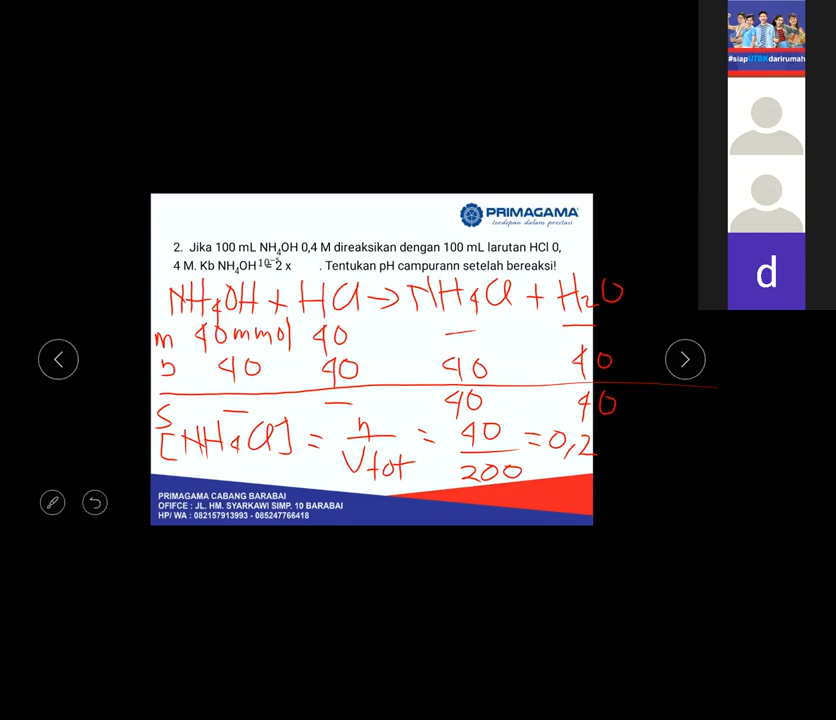 #siapUTBKdarirumah
PRIMAGAMA
terdepan dalam prestasi
2. Jika 100 mL NH4OH 0,4 M direaksikan dengan 100 mL larutan HCl 0,
4 M. Kb NH4OH = 2 x 10⁻⁵. Tentukan pH campurann setelah bereaksi!
NH4OH + HCl → NH4Cl + H2O
m 40 mmol 40 — —
b 40 40 40 40
s — — 40 40
[NH4Cl] = n/Vtot = 40/200 = 0,2
PRIMAGAMA CABANG BARABAI
OFIFCE : JL. HM. SYARKAWI SIMP. 10 BARABAI
HP/ WA : 082157913993 - 085247766418
d